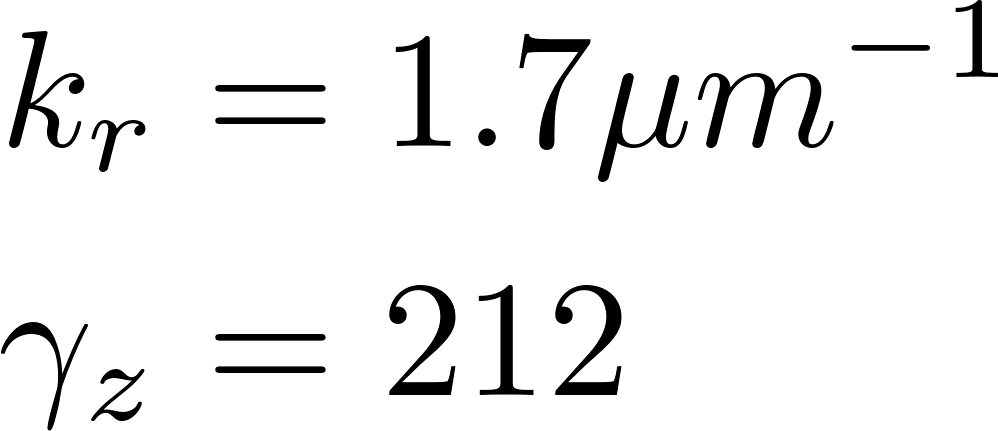 k_r = 1.7μm^{-1}
γ_z = 212